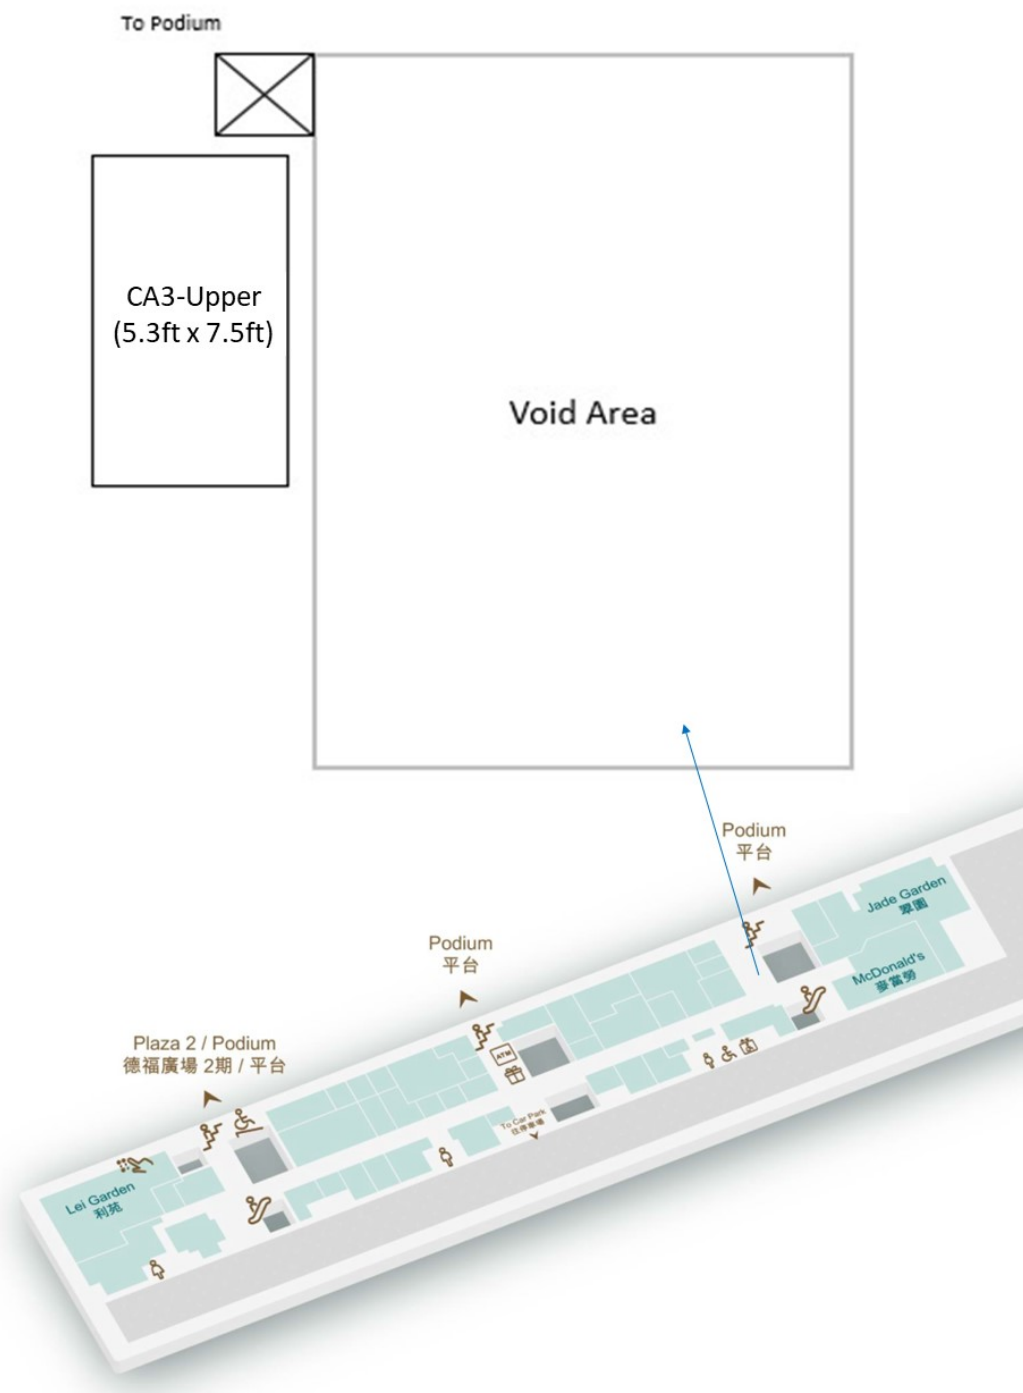 To Podium
CA3-Upper
(5.3ft x 7.5ft)
Void Area
Podium
平台
Jade Garden
翠園
McDonald's
麥當勞
Podium
平台
ATM
Plaza 2 / Podium
德福廣場 2期 / 平台
To Car Park
往停車場
Lei Garden
利苑